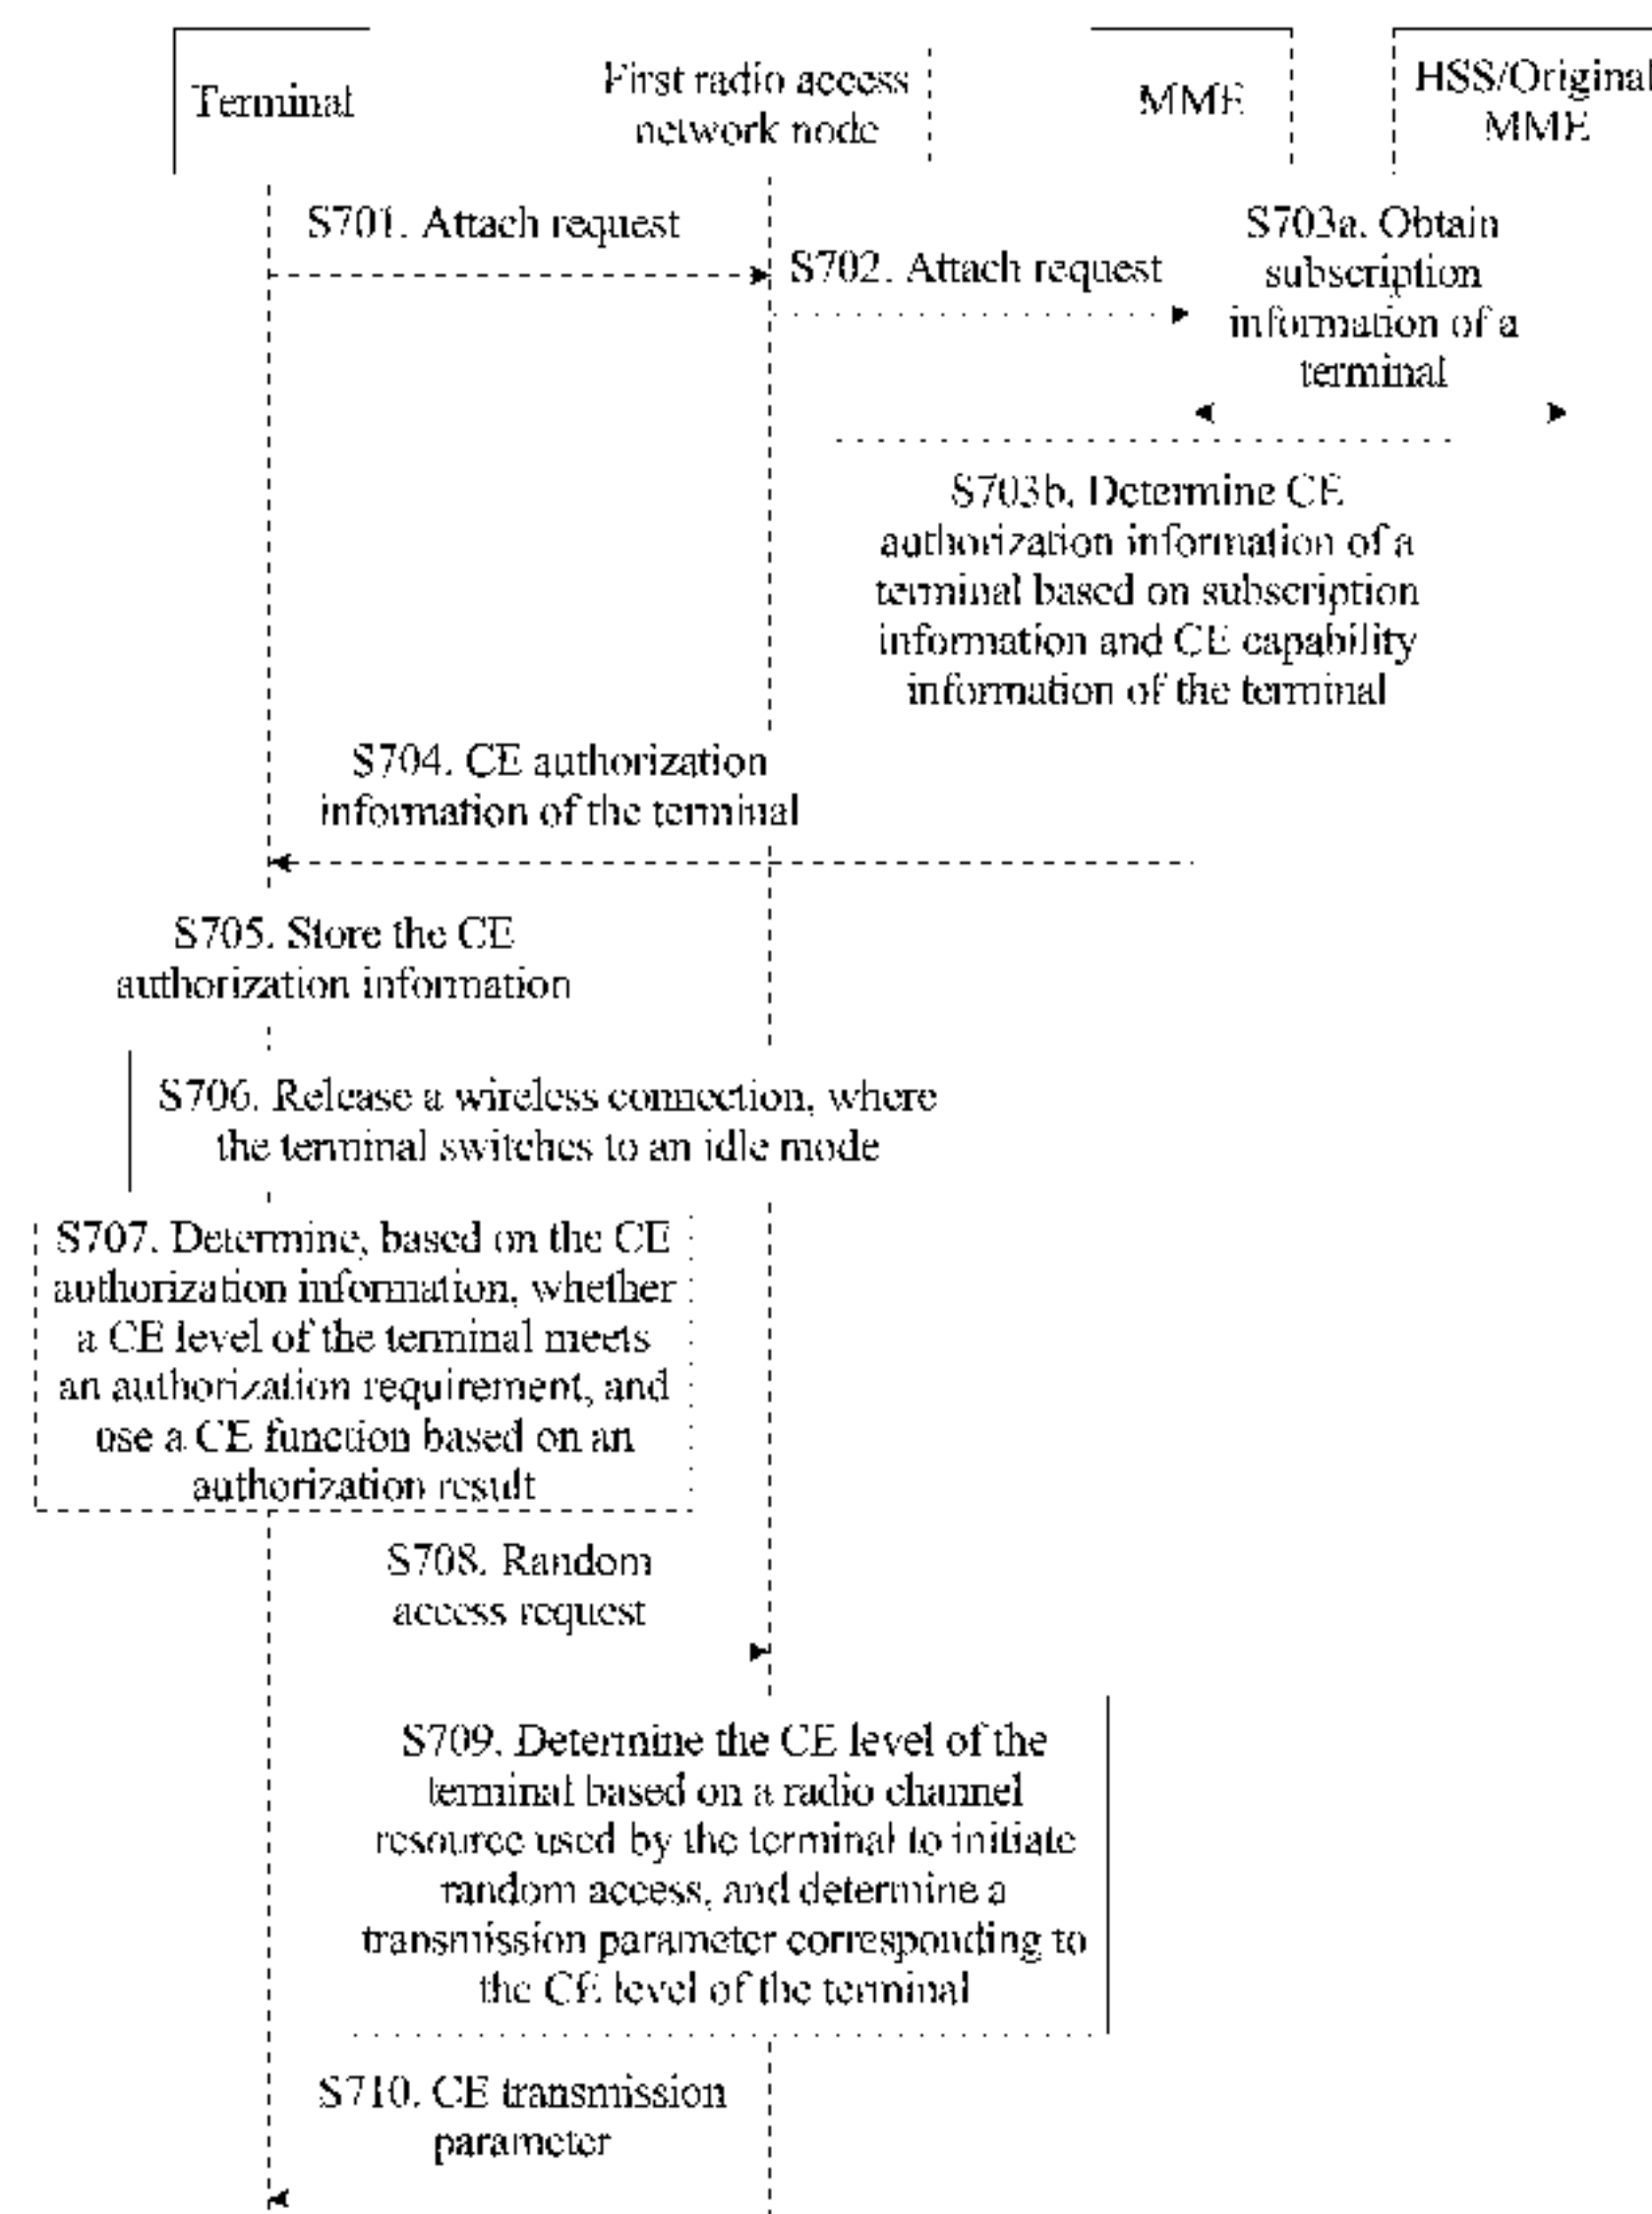 Terminal
First radio access
network node
MME
HSS/Original
MME
S701. Attach request
S702. Attach request
S703a. Obtain
subscription
information of a
terminal
S703b. Determine CE
authorization information of a
terminal based on subscription
information and CE capability
information of the terminal
S704. CE authorization
information of the terminal
S705. Store the CE
authorization information
S706. Release a wireless connection, where
the terminal switches to an idle mode
S707. Determine, based on the CE
authorization information, whether
a CE level of the terminal meets
an authorization requirement, and
use a CE function based on an
authorization result
S708. Random
access request
S709. Determine the CE level of the
terminal based on a radio channel
resource used by the terminal to initiate
random access, and determine a
transmission parameter corresponding to
the CE level of the terminal
S710. CE transmission
parameter